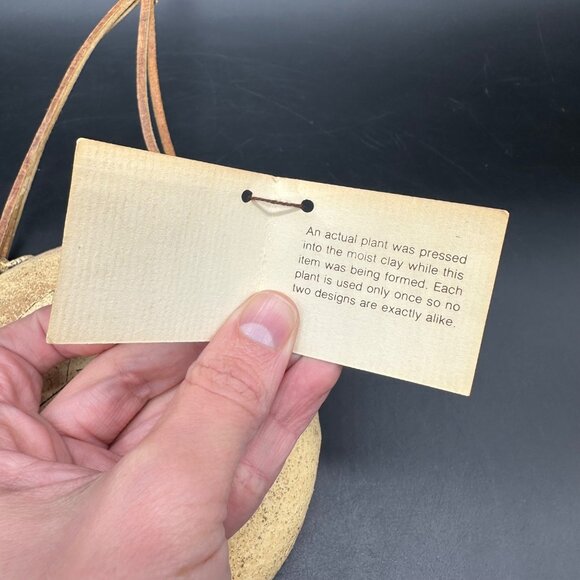 An actual plant was pressed
into the moist clay while this
item was being formed. Each
plant is used only once so no
two designs are exactly alike.